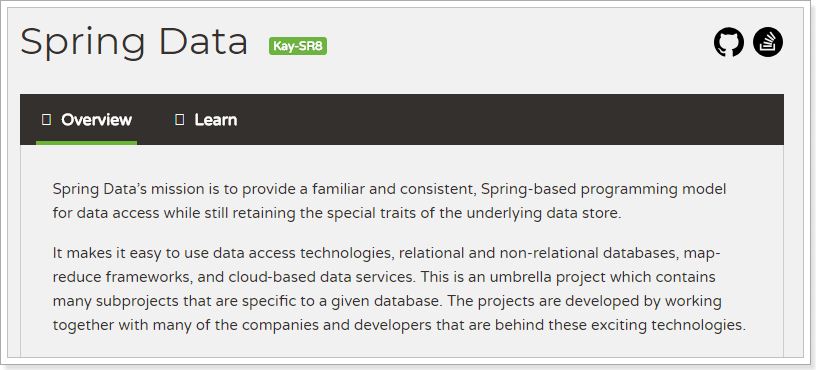 Spring Data Kay-SR8
Overview Learn
Spring Data's mission is to provide a familiar and consistent, Spring-based programming model
for data access while still retaining the special traits of the underlying data store.
It makes it easy to use data access technologies, relational and non-relational databases, map-
reduce frameworks, and cloud-based data services. This is an umbrella project which contains
many subprojects that are specific to a given database. The projects are developed by working
together with many of the companies and developers that are behind these exciting technologies.